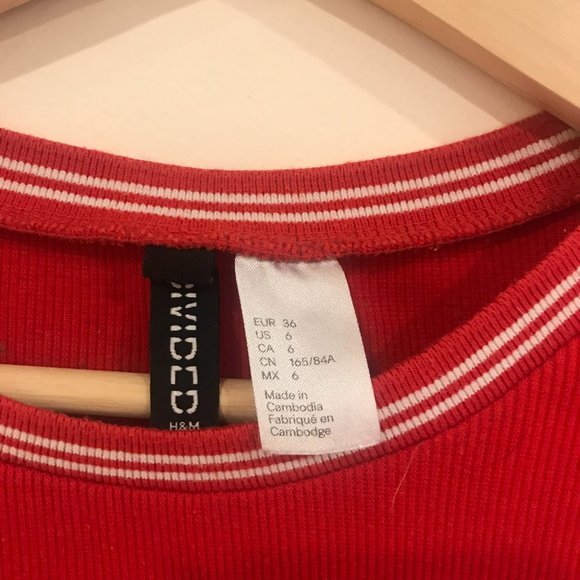 DIVIDED
H&M
EUR 36
US 6
CA 6
CN 165/84A
MX 6
Made in
Cambodia
Fabriqué en
Cambodge